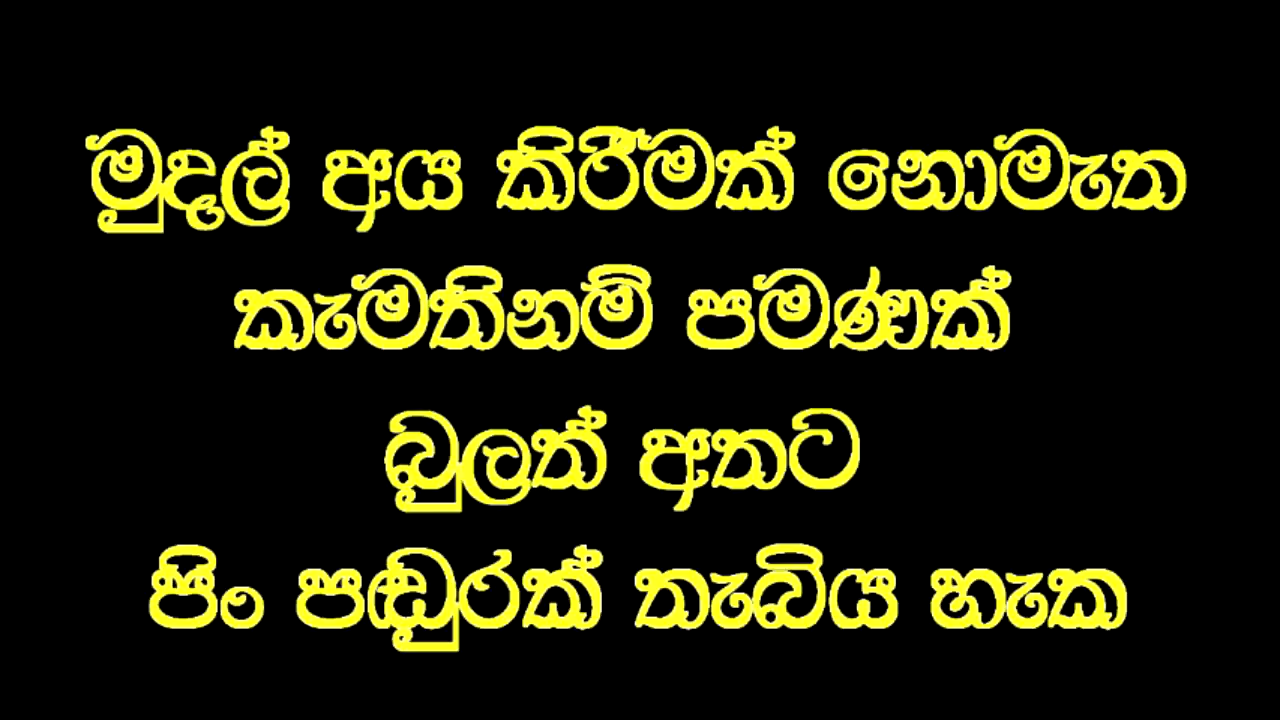 මුදල් අය කිරීමක් නොමැත
කැමතිනම් පමණක්
බුලත් අතට
පිං පඬුරක් තැබිය හැක